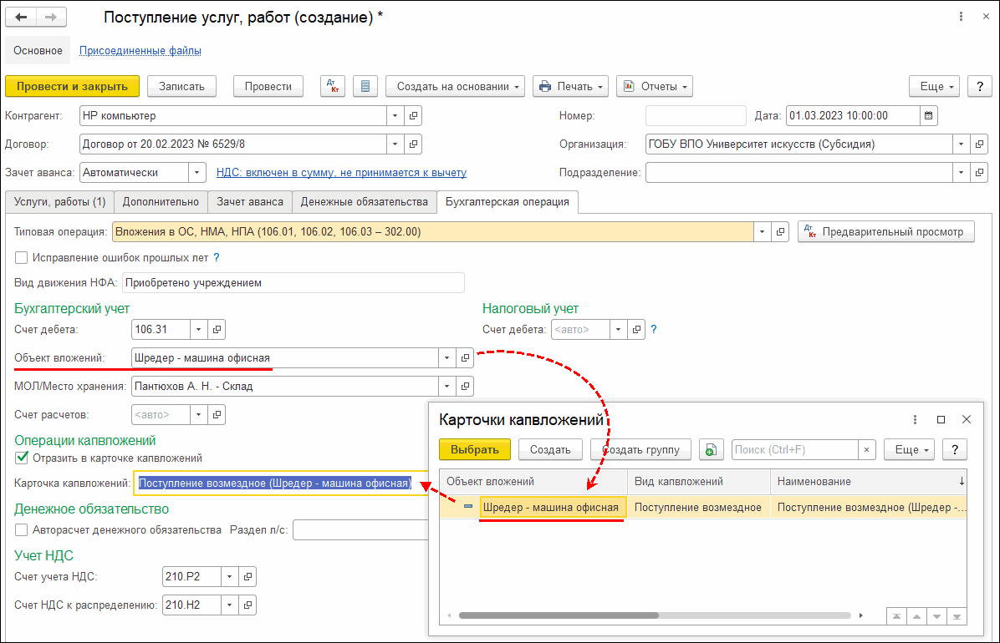 Поступление услуг, работ (создание) *
Основное Присоединенные файлы
Провести и закрыть Записать Провести Дт Кт Создать на основании Печать Отчеты Еще ?
Контрагент: НР компьютер Номер: Дата: 01.03.2023 10:00:00
Договор: Договор от 20.02.2023 № 6529/8 Организация: ГОБУ ВПО Университет искусств (Субсидия)
Зачет аванса: Автоматически НДС: включен в сумму, не принимается к вычету Подразделение:
Услуги, работы (1) Дополнительно Зачет аванса Денежные обязательства Бухгалтерская операция
Типовая операция: Вложения в ОС, НМА, НПА (106.01, 106.02, 106.03 – 302.00) Дт Кт Предварительный просмотр
Исправление ошибок прошлых лет ?
Вид движения НФА: Приобретено учреждением
Бухгалтерский учет Налоговый учет
Счет дебета: 106.31 Счет дебета: <авто> ?
Объект вложений: Шредер - машина офисная
МОЛ/Место хранения: Пантюхов А. Н. - Склад
Счет расчетов: <авто>
Операции капвложений
Отразить в карточке капвложений
Карточка капвложений: Поступление возмездное (Шредер - машина офисная)
Денежное обязательство
Авторасчет денежного обязательства Раздел л/с:
Учет НДС
Счет учета НДС: 210.Р2
Счет НДС к распределению: 210.Н2
Карточки капвложений
Выбрать Создать Создать группу Поиск (Ctrl+F) × Еще ?
Объект вложений Вид капвложений Наименование ↓
Шредер - машина офисная Поступление возмездное Поступление возмездное (Шредер -...